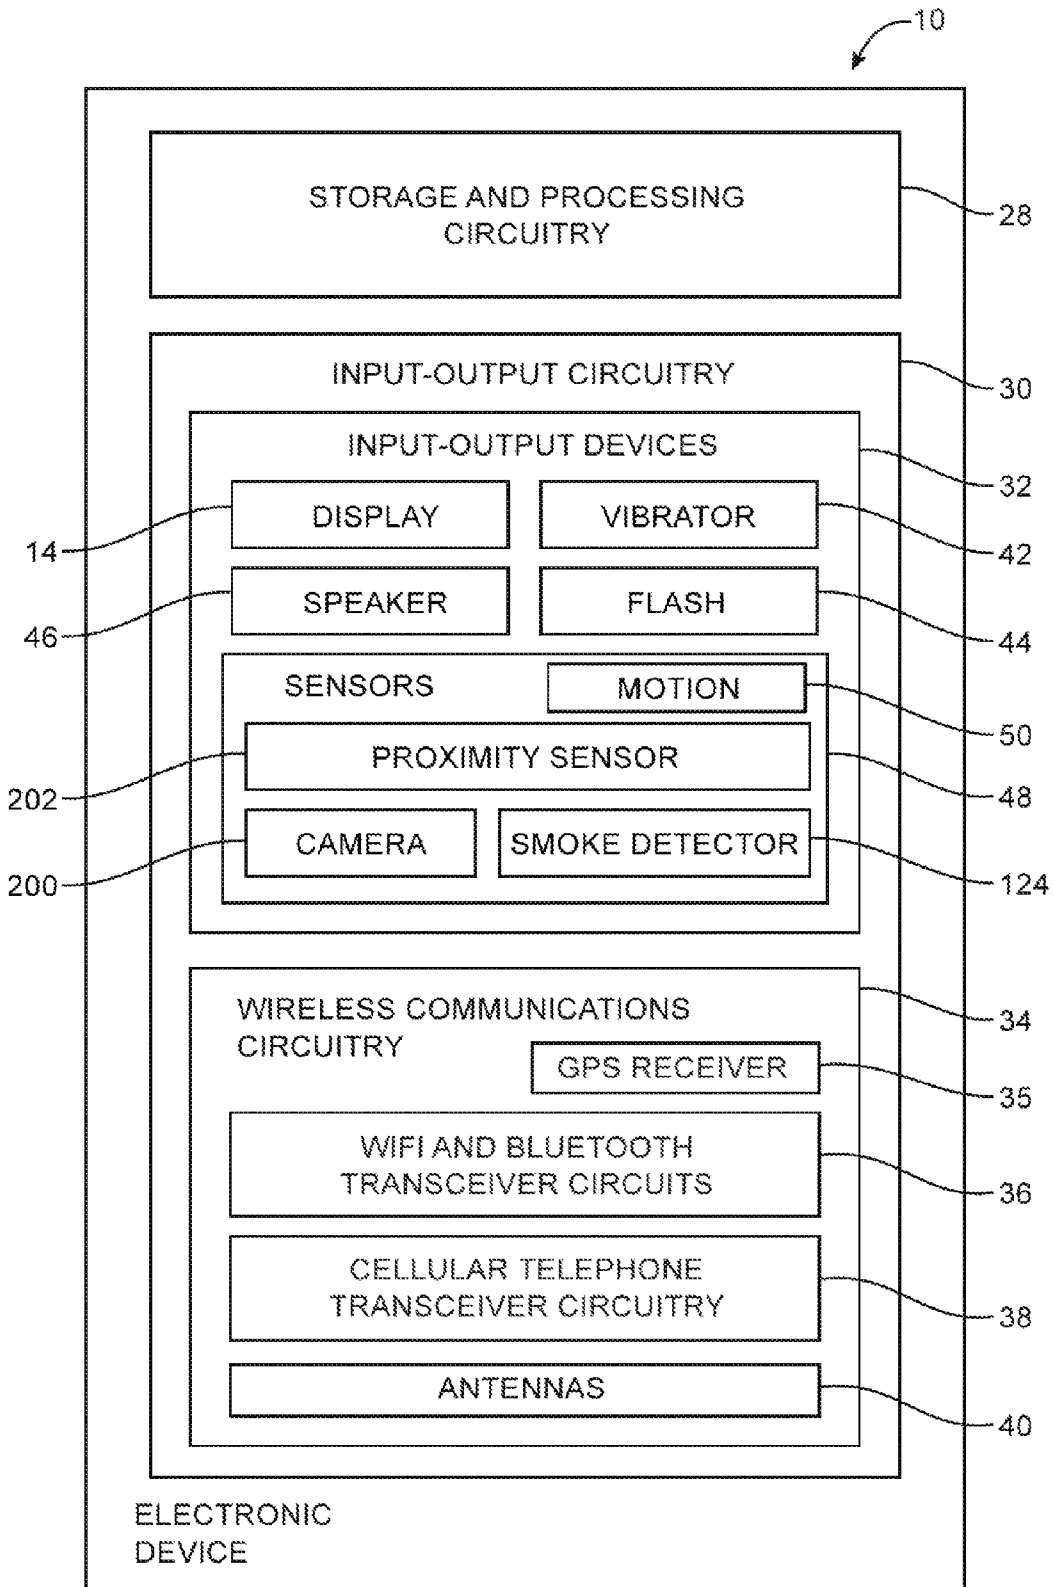 10
STORAGE AND PROCESSING
CIRCUITRY
28
INPUT-OUTPUT CIRCUITRY
30
INPUT-OUTPUT DEVICES
32
DISPLAY
14
VIBRATOR
42
SPEAKER
46
FLASH
44
SENSORS
MOTION
50
PROXIMITY SENSOR
202
48
CAMERA
200
SMOKE DETECTOR
124
WIRELESS COMMUNICATIONS
CIRCUITRY
34
GPS RECEIVER
35
WIFI AND BLUETOOTH
TRANSCEIVER CIRCUITS
36
CELLULAR TELEPHONE
TRANSCEIVER CIRCUITRY
38
ANTENNAS
40
ELECTRONIC
DEVICE